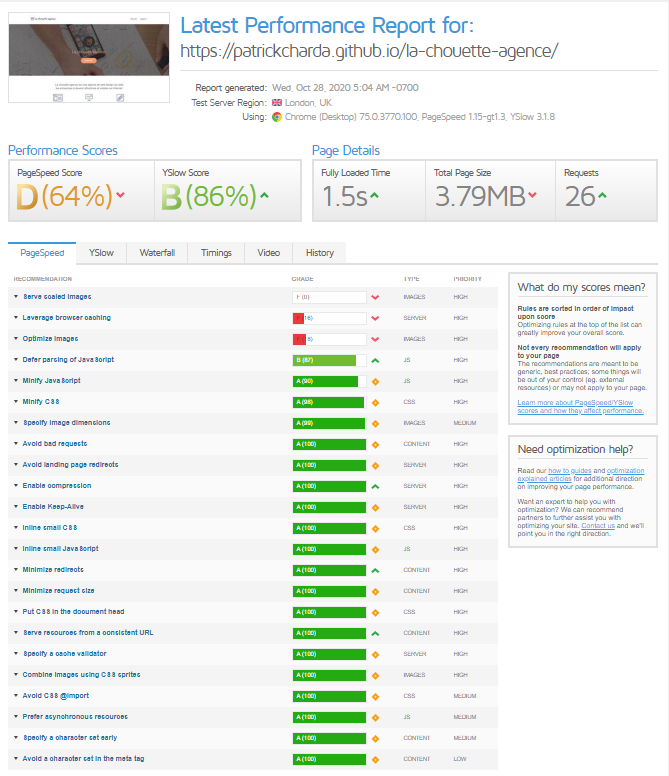 Latest Performance Report for:
https://patrickcharda.github.io/la-chouette-agence/
Report generated: Wed, Oct 28, 2020 5:04 AM -0700
Test Server Region: London, UK
Using: Chrome (Desktop) 75.0.3770.100, PageSpeed 1.15-gt1.3, YSlow 3.1.8
Performance Scores
Page Details
PageSpeed Score
YSlow Score
Fully Loaded Time
Total Page Size
Requests
D (64%)
B (86%)
1.5s
3.79MB
26
PageSpeed YSlow Waterfall Timings Video History
RECOMMENDATION GRADE TYPE PRIORITY
Serve scaled images F (0) IMAGES HIGH
Leverage browser caching SERVER HIGH
Optimize images IMAGES HIGH
Defer parsing of JavaScript B (87) JS HIGH
Minify JavaScript A (90) JS HIGH
Minify CSS A (98) CSS HIGH
Specify image dimensions A (99) IMAGES MEDIUM
Avoid bad requests A (100) CONTENT HIGH
Avoid landing page redirects A (100) SERVER HIGH
Enable compression A (100) SERVER HIGH
Enable Keep-Alive A (100) SERVER HIGH
Inline small CSS A (100) CSS HIGH
Inline small JavaScript A (100) JS HIGH
Minimize redirects A (100) CONTENT HIGH
Minimize request size A (100) CONTENT HIGH
Put CSS in the document head A (100) CSS HIGH
Serve resources from a consistent URL A (100) CONTENT HIGH
Specify a cache validator A (100) SERVER HIGH
Combine images using CSS sprites A (100) IMAGES HIGH
Avoid CSS @import A (100) CSS MEDIUM
Prefer asynchronous resources A (100) JS MEDIUM
Specify a character set early A (100) CONTENT MEDIUM
Avoid a character set in the meta tag A (100) CONTENT LOW
What do my scores mean?
Rules are sorted in order of impact
upon score
Optimizing rules at the top of the list can
greatly improve your overall score.
Not every recommendation will apply
to your page
The recommendations are meant to be
generic, best practices; some things will
be out of your control (eg. external
resources) or may not apply to your page.
Learn more about PageSpeed/YSlow
scores and how they affect performance.
Need optimization help?
Read our how to guides and optimization
explained articles for additional direction
on improving your page performance.
Want an expert to help you with
optimization? We can recommend
partners to further assist you with
optimizing your site. Contact us and we'll
point you in the right direction.